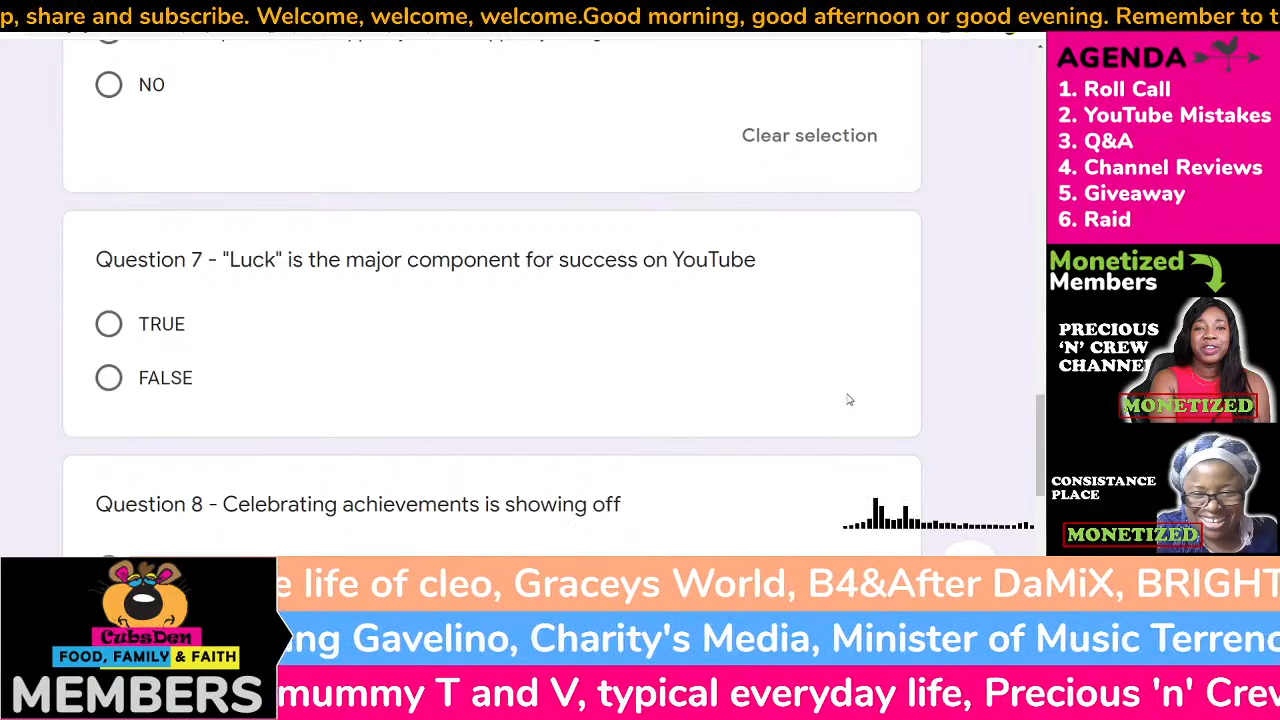 p, share and subscribe. Welcome, welcome, welcome.Good morning, good afternoon or good evening. Remember to t
NO
Clear selection
Question 7 - "Luck" is the major component for success on YouTube
TRUE
FALSE
Question 8 - Celebrating achievements is showing off
AGENDA
1. Roll Call
2. YouTube Mistakes
3. Q&A
4. Channel Reviews
5. Giveaway
6. Raid
Monetized
Members
PRECIOUS
'N' CREW
CHANNEL
MONETIZED
CONSISTANCE
PLACE
MONETIZED
CubsDen
FOOD, FAMILY & FAITH
MEMBERS
e life of cleo, Graceys World, B4&After DaMiX, BRIGHT
ng Gavelino, Charity's Media, Minister of Music Terrenc
mummy T and V, typical everyday life, Precious 'n' Crew